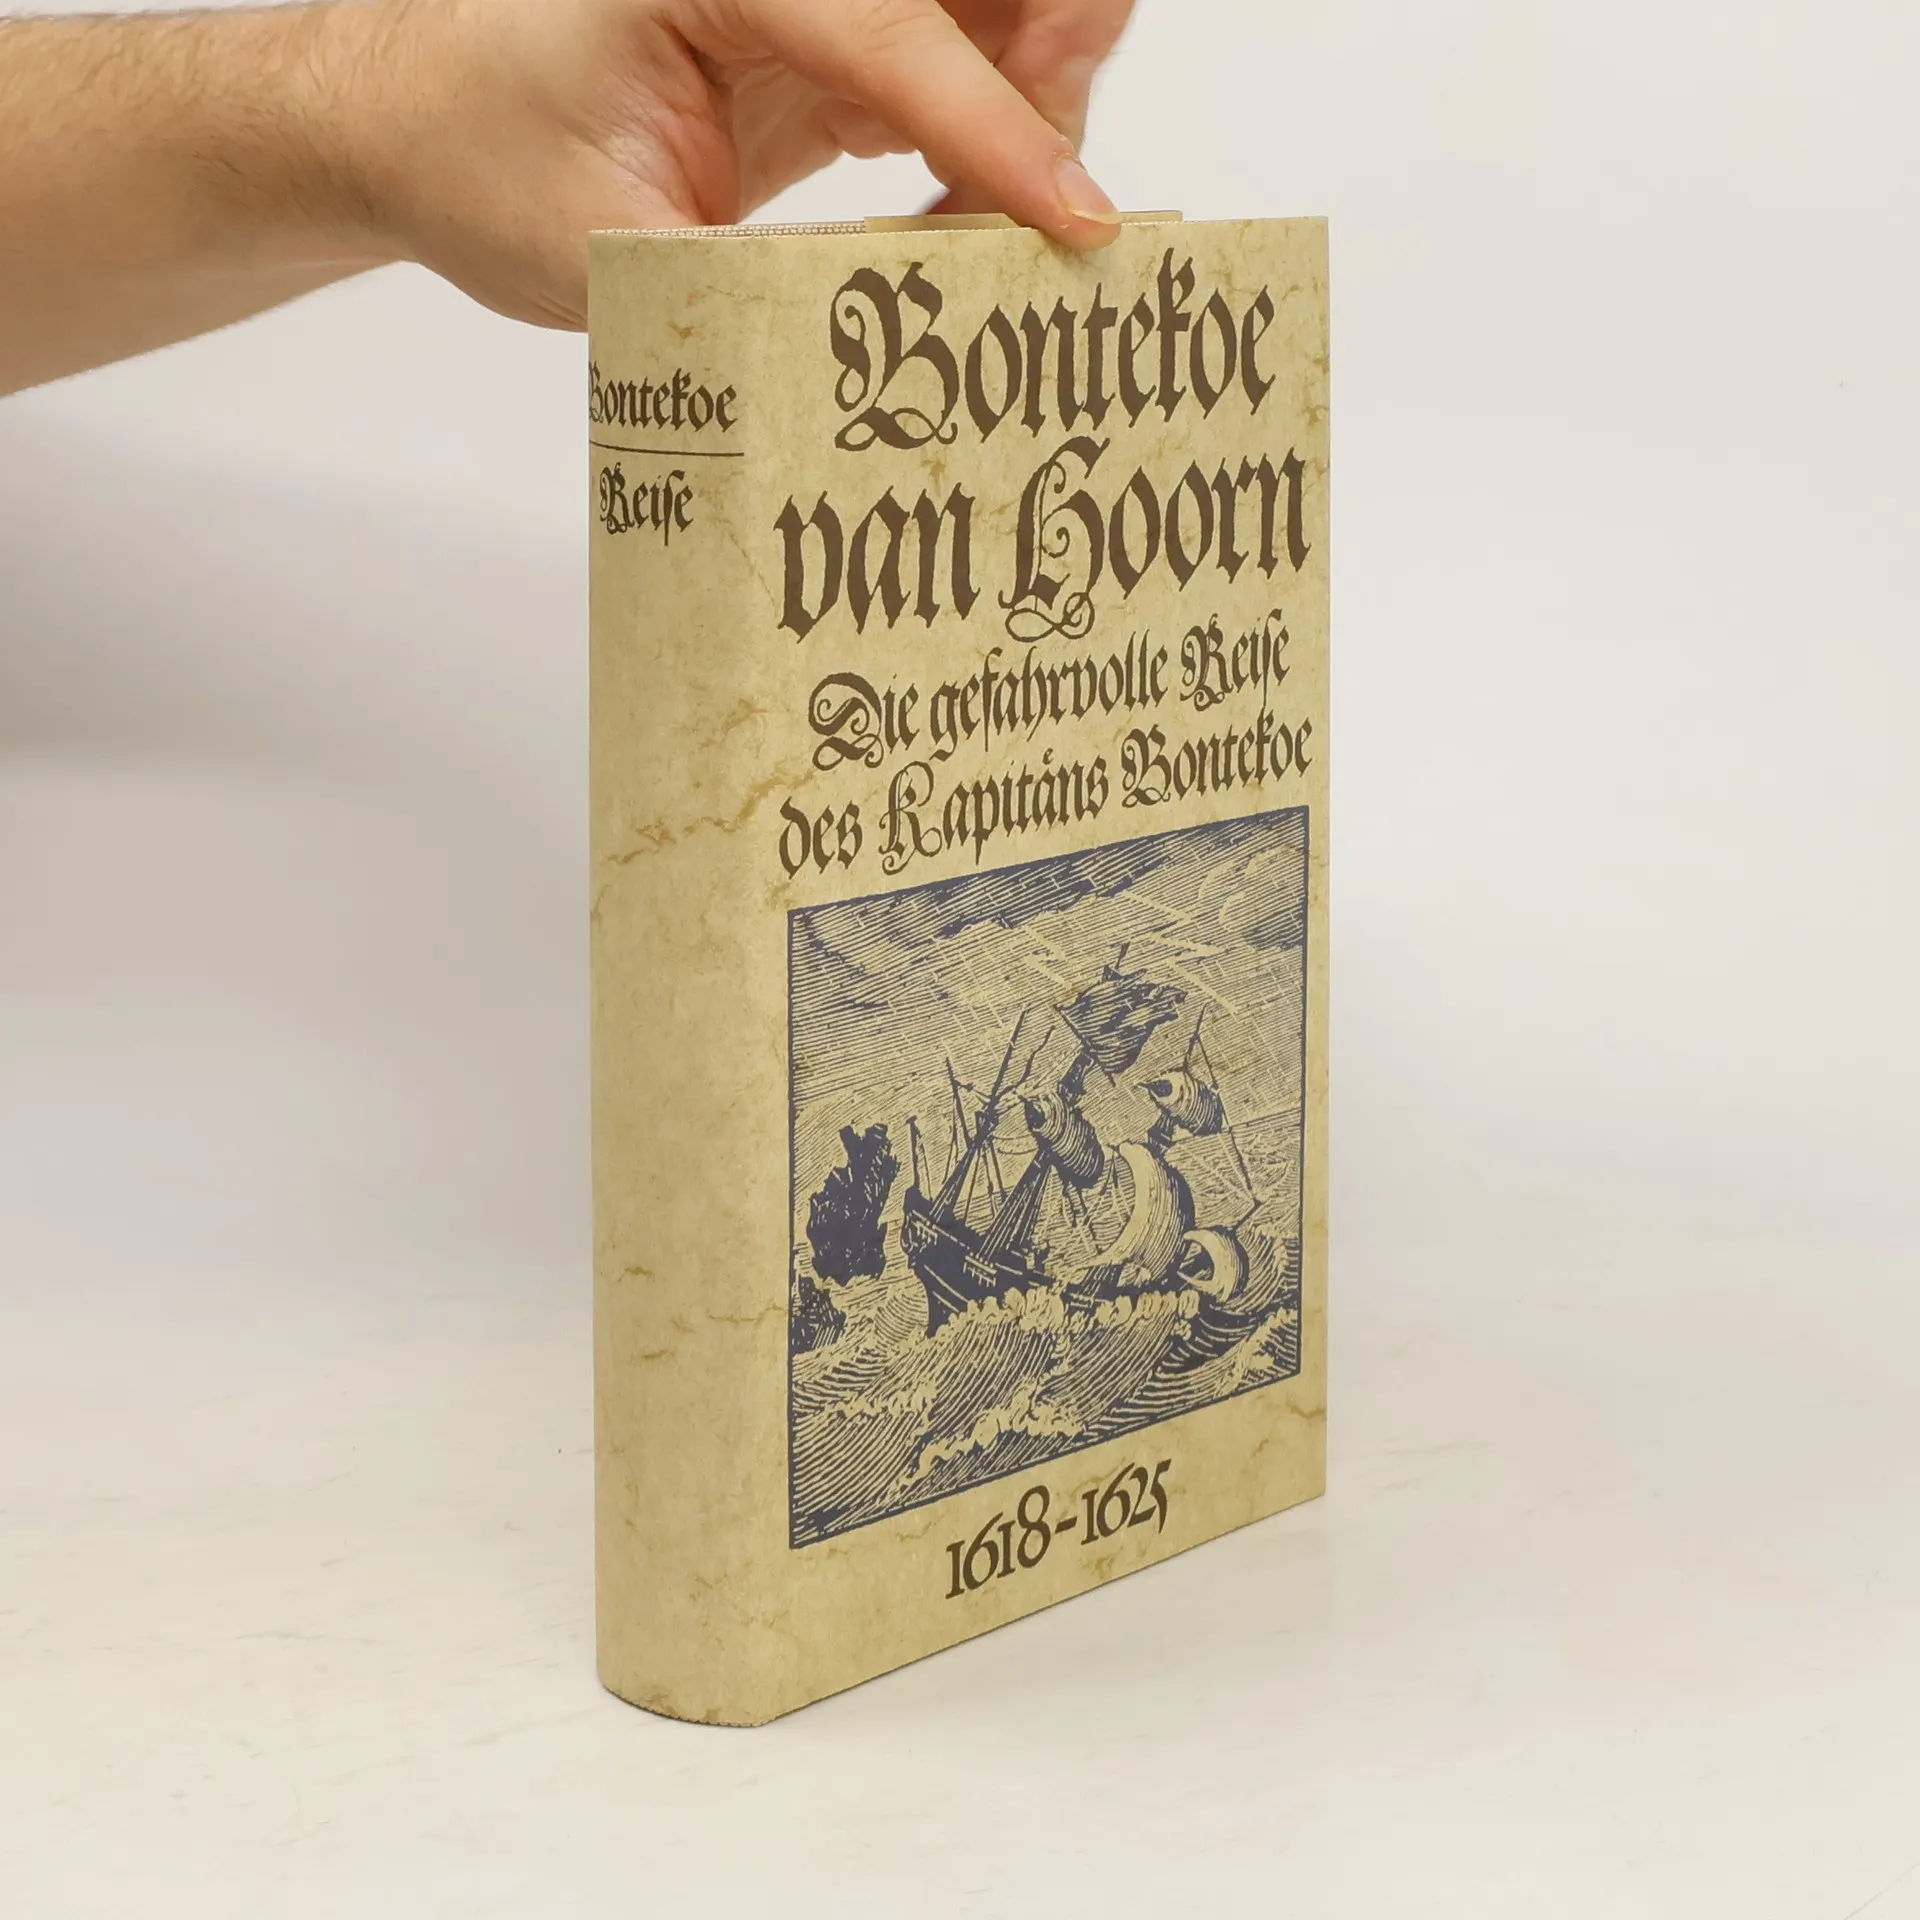 Bontekoe
Reiſe
Bontekoe
van Hoorn
Die gefahrvolle Reiſe
des Kapitäns Bontekoe
1618-1625